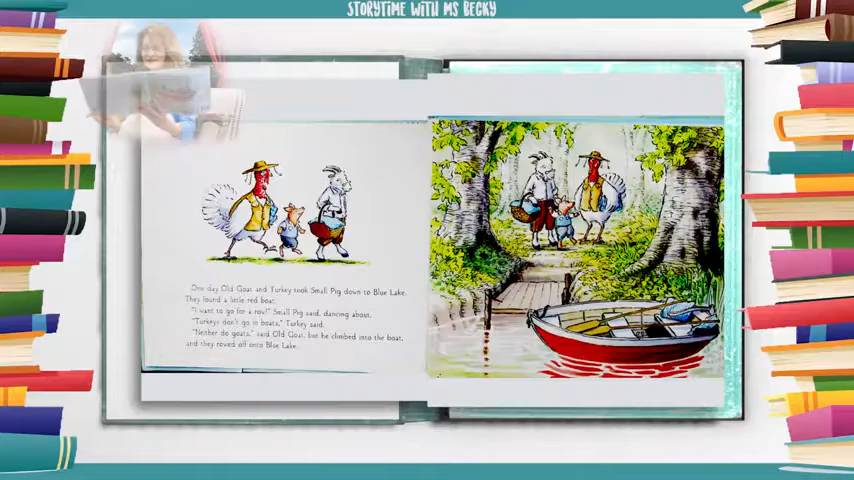 STORYTIME WITH MS BECKY
One day Old Goat and Turkey took Small Pig down to Blue Lake.
They found a little red boat.
"I want to go for a row!" Small Pig said, dancing about.
"Turkeys don't go in boats," Turkey said.
"Neither do goats," said Old Goat, but he climbed into the boat,
and they rowed off onto Blue Lake.